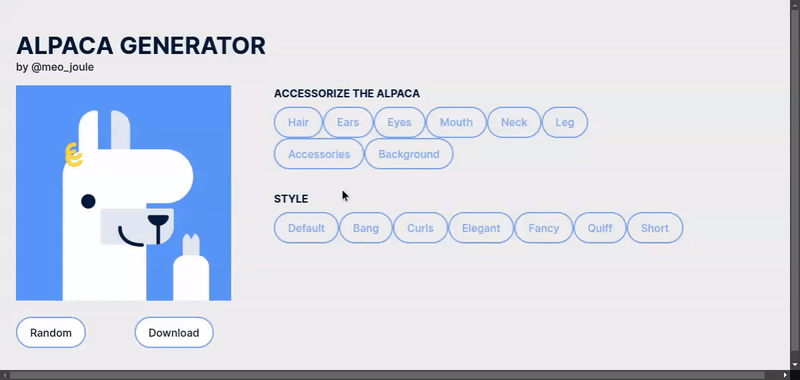 ALPACA GENERATOR
by @meo_joule
ACCESSORIZE THE ALPACA
Hair Ears Eyes Mouth Neck Leg
Accessories Background
STYLE
Default Bang Curls Elegant Fancy Quiff Short
Random Download